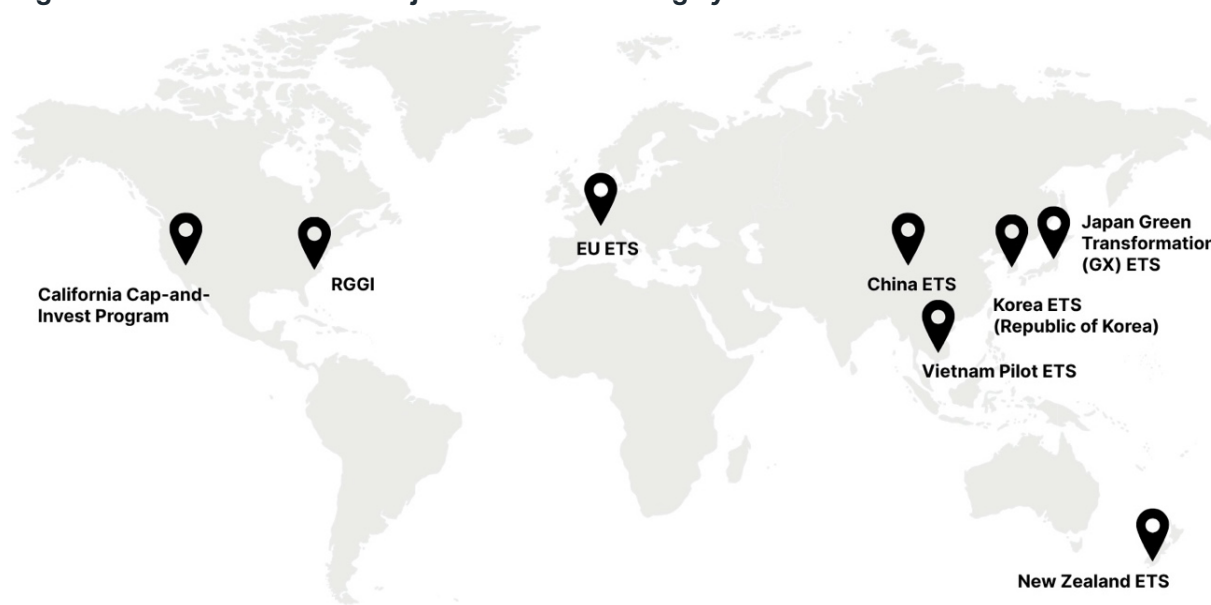 EU ETS
Japan Green
Transformation
(GX) ETS
RGGI
China ETS
California Cap-and-
Invest Program
Korea ETS
(Republic of Korea)
Vietnam Pilot ETS
New Zealand ETS